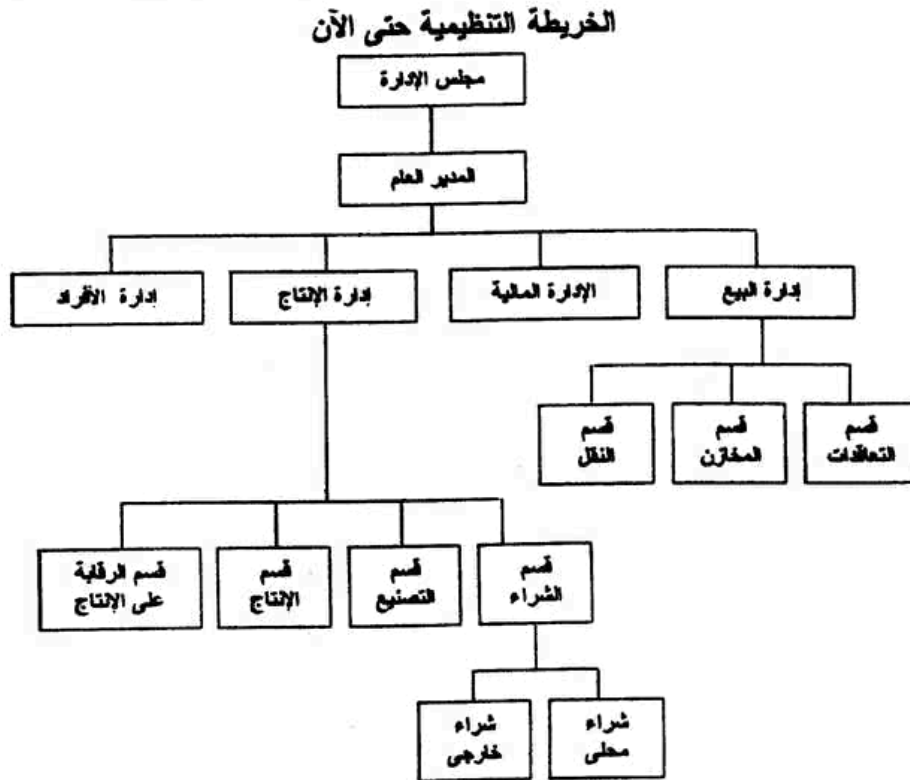 الخريطة التنظيمية حتى الآن
مجلس الإدارة
المدير العام
إدارة البيع
الإدارة المالية
إدارة الإنتاج
إدارة الأفراد
قسم
التعاقدات
قسم
المخازن
قسم
النقل
قسم
الشراء
قسم
التصنيع
قسم
الإنتاج
قسم الرقابة
على الإنتاج
شراء
محلى
شراء
خارجى